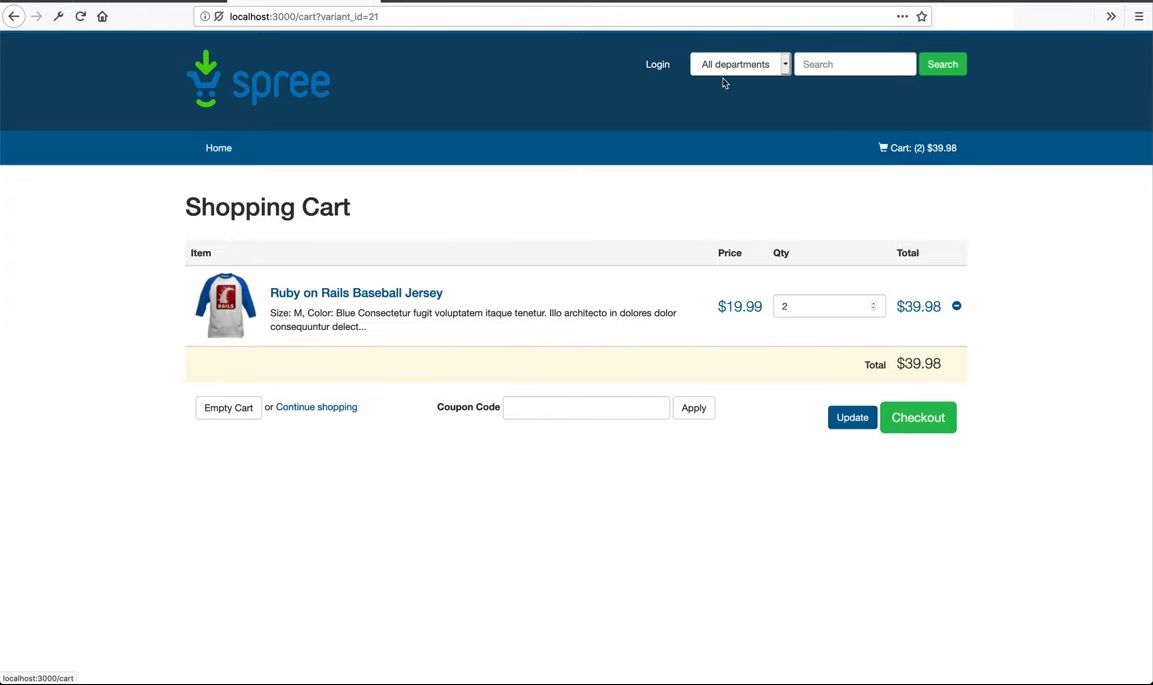 localhost:3000/cart?variant_id=21
spree
Login
All departments
Search
Search
Home
Cart: (2) $39.98
Shopping Cart
Item Price Qty Total
RAILS
Ruby on Rails Baseball Jersey
Size: M, Color: Blue Consectetur fugit voluptatem itaque tenetur. Illo architecto in dolores dolor
consequuntur delect...
$19.99 2 $39.98
Total $39.98
Empty Cart or Continue shopping Coupon Code Apply
Update Checkout
localhost:3000/cart